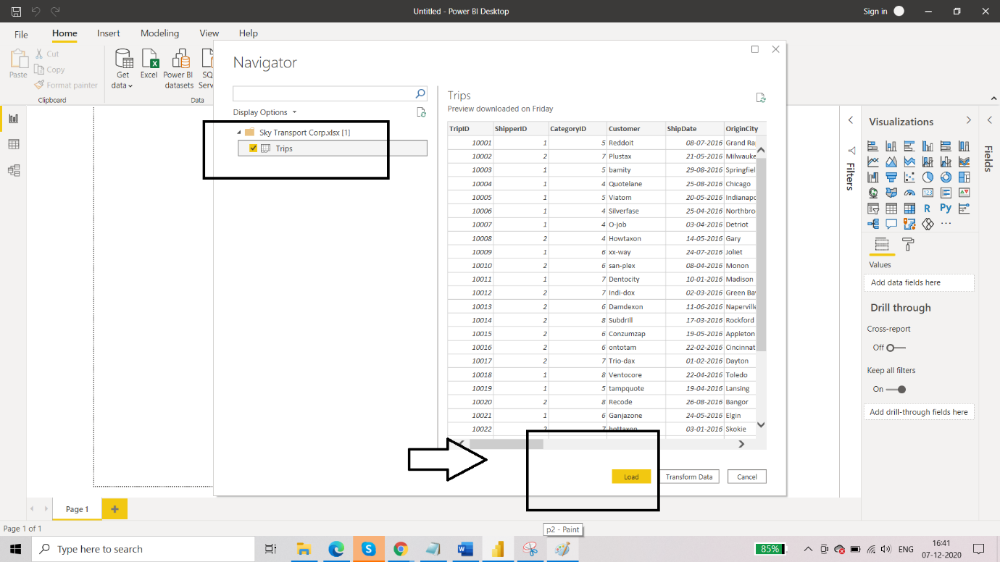 Untitled - Power BI Desktop
Sign in
File Home Insert Modeling View Help
Paste
Cut
Copy
Format painter
Clipboard
Get data
Excel
Power BI datasets
SQ
Serv
Data
Navigator
Display Options
Sky Transport Corp.xlsx [1]
Trips
Trips
Preview downloaded on Friday
TripID ShipperID CategoryID Customer ShipDate OriginCity
10001 1 5 Reddoit 08-07-2016 Grand Ra
10002 2 7 Plustax 21-05-2016 Milwauke
10003 1 5 bamity 29-08-2016 Springfiel
10004 1 4 Quotelane 25-08-2016 Chicago
10005 1 5 Viatom 20-05-2016 Indianapo
10006 1 4 Silverfase 25-04-2016 Northbro
10007 1 4 O-job 03-04-2016 Detriot
10008 2 4 Howtaxon 14-05-2016 Gary
10009 1 6 xx-way 24-07-2016 Joliet
10010 2 6 san-plex 08-04-2016 Monon
10011 1 7 Dentocity 10-01-2016 Madison
10012 2 7 Indi-dox 02-03-2016 Green Ba
10013 2 6 Damdexon 11-06-2016 Naperville
10014 2 8 Subdrill 17-03-2016 Rockford
10015 2 6 Conzumzap 19-05-2016 Appleton
10016 2 6 ontotam 22-02-2016 Cincinnat
10017 2 7 Trio-dax 01-02-2016 Dayton
10018 1 8 Ventocore 22-04-2016 Toledo
10019 1 5 tampquote 19-04-2016 Lansing
10020 2 8 Recode 26-08-2016 Bangor
10021 1 6 Ganjazone 24-05-2016 Elgin
10022 2 7 hottaxon 03-01-2016 Skokie
Load Transform Data Cancel
Filters
Visualizations
123
R Py
Values
Add data fields here
Drill through
Cross-report
Off
Keep all filters
On
Add drill-through fields here
Fields
Page 1
Page 1 of 1
p2 - Paint
Type here to search
85%
ENG
16:41
07-12-2020